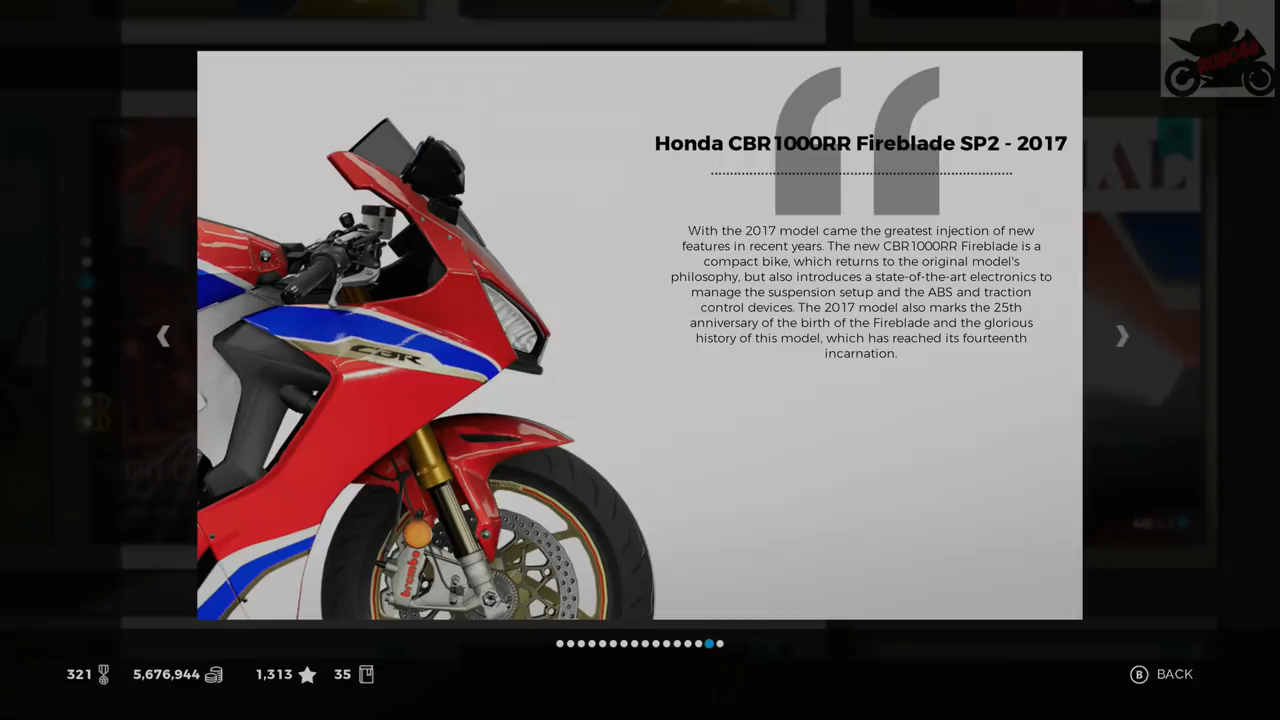 ROBO46
Honda CBR1000RR Fireblade SP2 - 2017
With the 2017 model came the greatest injection of new
features in recent years. The new CBR1000RR Fireblade is a
compact bike, which returns to the original model's
philosophy, but also introduces a state-of-the-art electronics to
manage the suspension setup and the ABS and traction
control devices. The 2017 model also marks the 25th
anniversary of the birth of the Fireblade and the glorious
history of this model, which has reached its fourteenth
incarnation.
CBR
brembo
321
5,676,944
1,313
35
B BACK